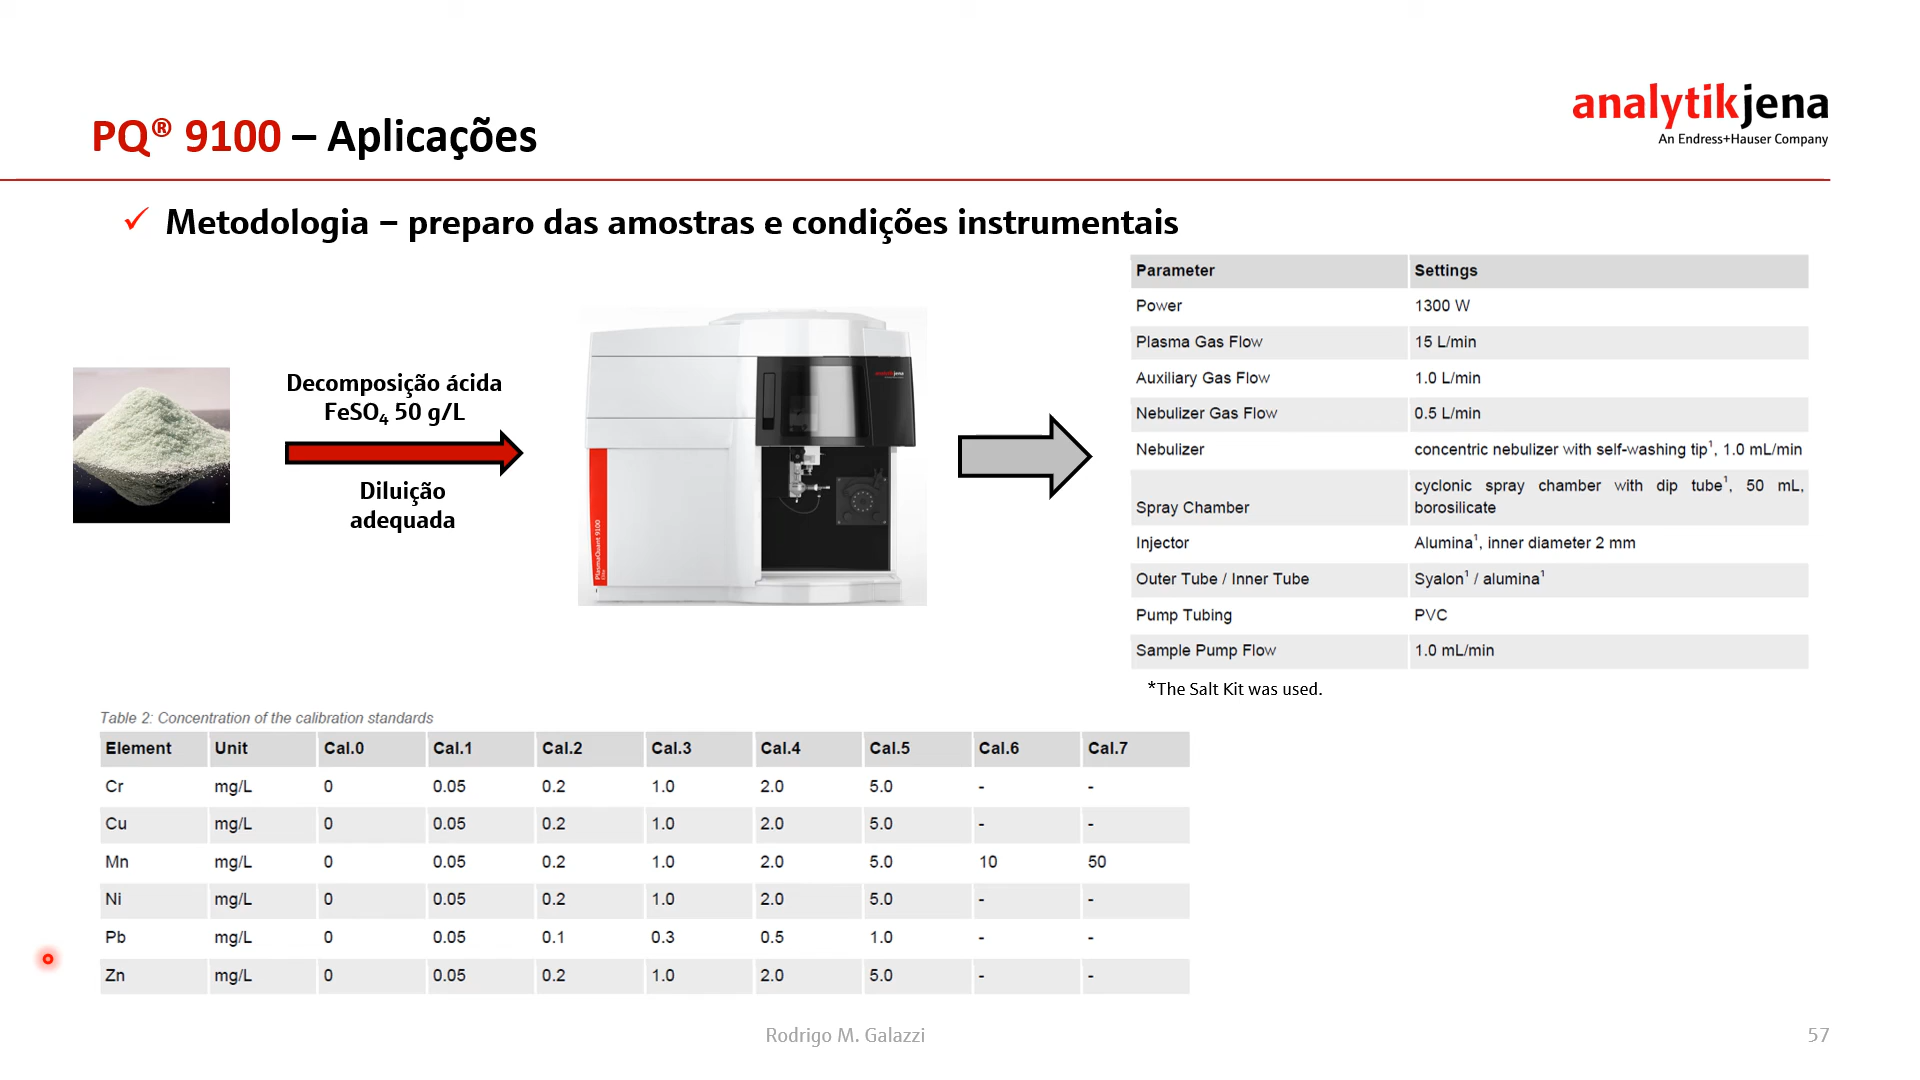 analytikjena
An Endress+Hauser Company
PQ® 9100 – Aplicações
✓ Metodologia – preparo das amostras e condições instrumentais
Decomposição ácida
FeSO₄ 50 g/L
Diluição
adequada
analytikjena
PlasmaQuant 9100
Elite
Parameter Settings
Power 1300 W
Plasma Gas Flow 15 L/min
Auxiliary Gas Flow 1.0 L/min
Nebulizer Gas Flow 0.5 L/min
Nebulizer concentric nebulizer with self-washing tip¹, 1.0 mL/min
cyclonic spray chamber with dip tube¹, 50 mL,
Spray Chamber borosilicate
Injector Alumina¹, inner diameter 2 mm
Outer Tube / Inner Tube Syalon¹ / alumina¹
Pump Tubing PVC
Sample Pump Flow 1.0 mL/min
*The Salt Kit was used.
Table 2: Concentration of the calibration standards
Element Unit Cal.0 Cal.1 Cal.2 Cal.3 Cal.4 Cal.5 Cal.6 Cal.7
Cr mg/L 0 0.05 0.2 1.0 2.0 5.0 - -
Cu mg/L 0 0.05 0.2 1.0 2.0 5.0 - -
Mn mg/L 0 0.05 0.2 1.0 2.0 5.0 10 50
Ni mg/L 0 0.05 0.2 1.0 2.0 5.0 - -
Pb mg/L 0 0.05 0.1 0.3 0.5 1.0 - -
Zn mg/L 0 0.05 0.2 1.0 2.0 5.0 - -
Rodrigo M. Galazzi
57